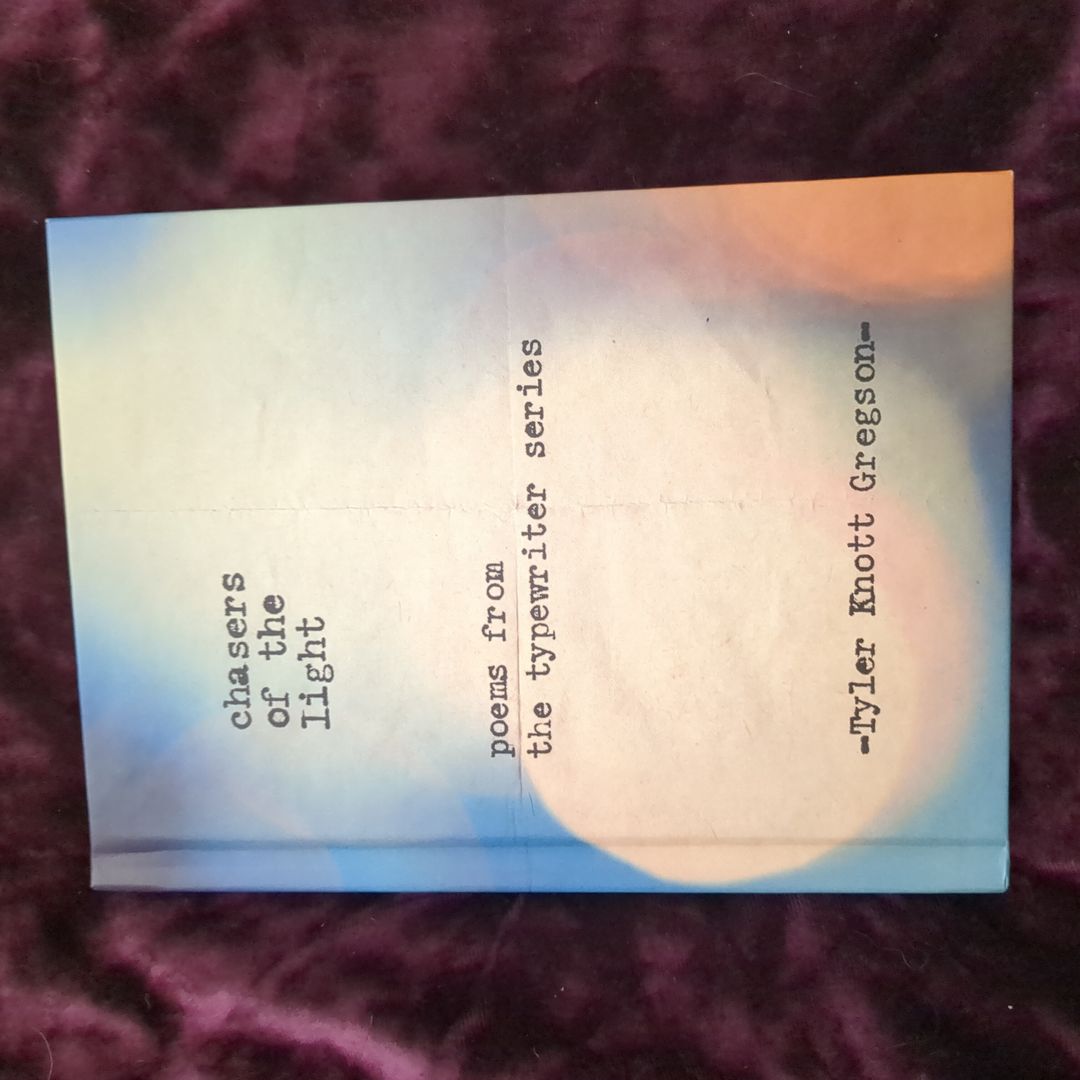 chasers
of the
light
poems from
the typewriter series
-Tyler Knott Gregson-